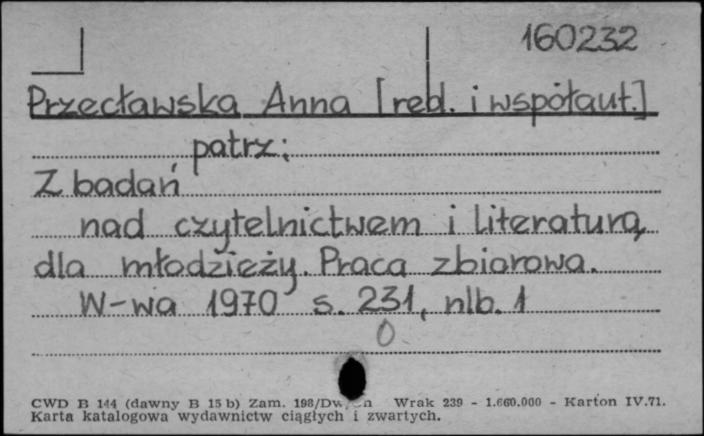 160232
Przecławska Anna [red. i współaut.]
patrz:
Z badań
nad czytelnictwem i literaturą
dla młodzieży. Praca zbiorowa.
W-wa 1970 s. 231, nlb. 1
0
CWD B 144 (dawny B 15 b) Zam. 198 Wrak 239 - 1.660.000 - Karton IV.71.
Karta katalogowa wydawnictw ciągłych i zwartych.